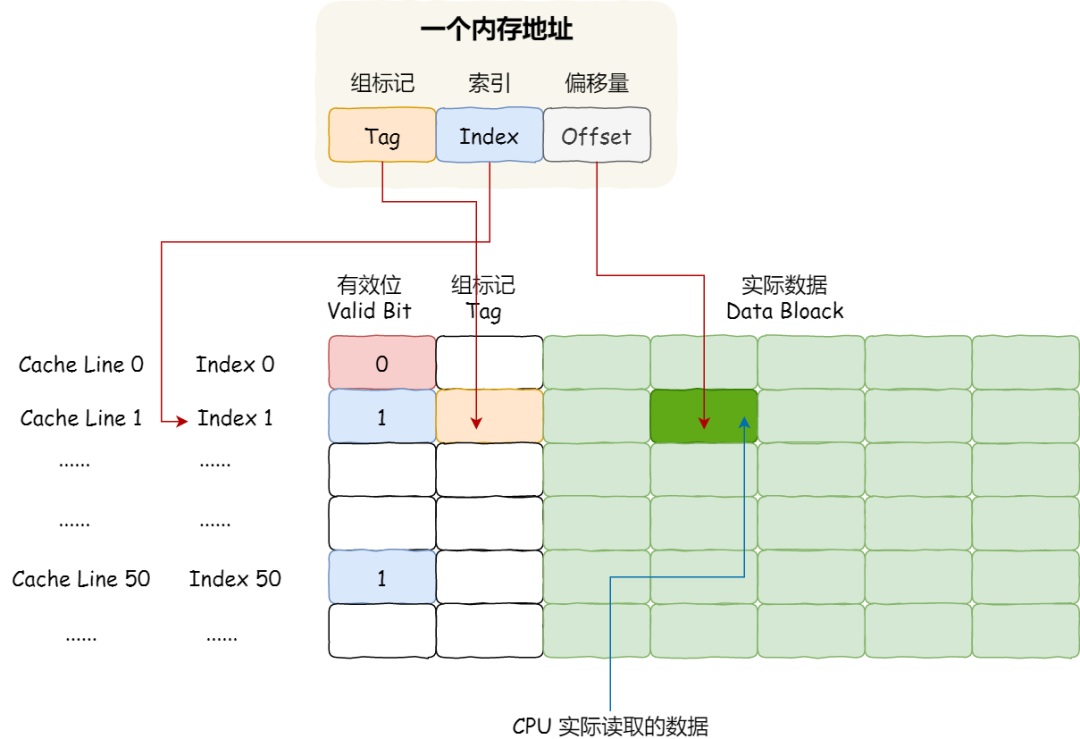 一个内存地址
组标记 索引 偏移量
Tag Index Offset
有效位 组标记 实际数据
Valid Bit Tag Data Bloack
Cache Line 0 Index 0 0
Cache Line 1 Index 1 1
...... ......
...... ......
Cache Line 50 Index 50 1
...... ......
CPU 实际读取的数据